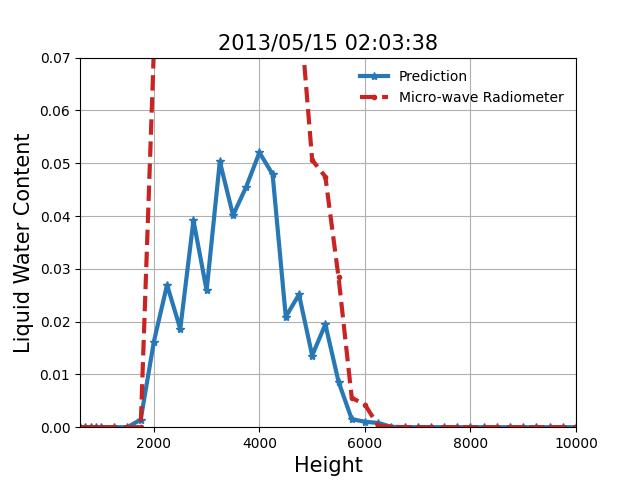 2013/05/15 02:03:38
Prediction
Micro-wave Radiometer
Liquid Water Content
0.07
0.06
0.05
0.04
0.03
0.02
0.01
0.00
2000 4000 6000 8000 10000
Height